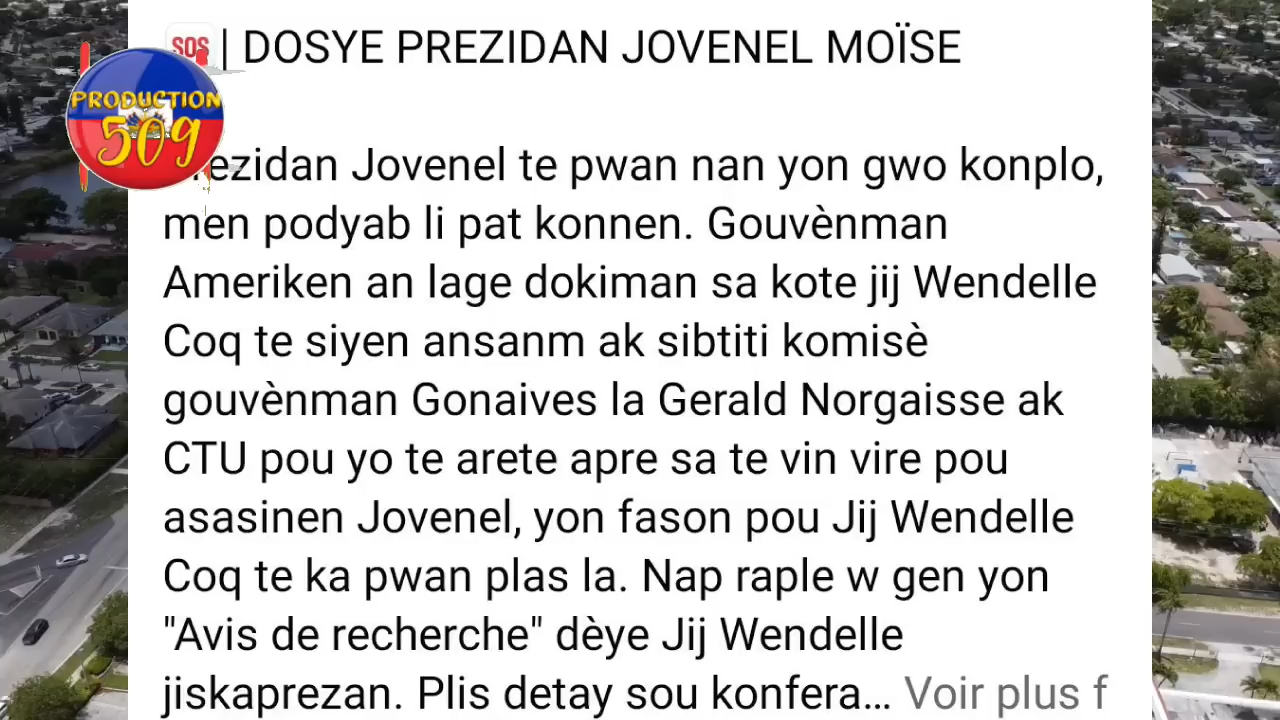 SOS | DOSYE PREZIDAN JOVENEL MOÏSE
PRODUCTION
509
Jovenel te pwan nan yon gwo konplo,
men podyab li pat konnen. Gouvènman
Ameriken an lage dokiman sa kote jij Wendelle
Coq te siyen ansanm ak sibtiti komisè
gouvènman Gonaives la Gerald Norgaisse ak
CTU pou yo te arete apre sa te vin vire pou
asasinen Jovenel, yon fason pou Jij Wendelle
Coq te ka pwan plas la. Nap raple w gen yon
"Avis de recherche" dèye Jij Wendelle
jiskaprezan. Plis detay sou konfera... Voir plus f